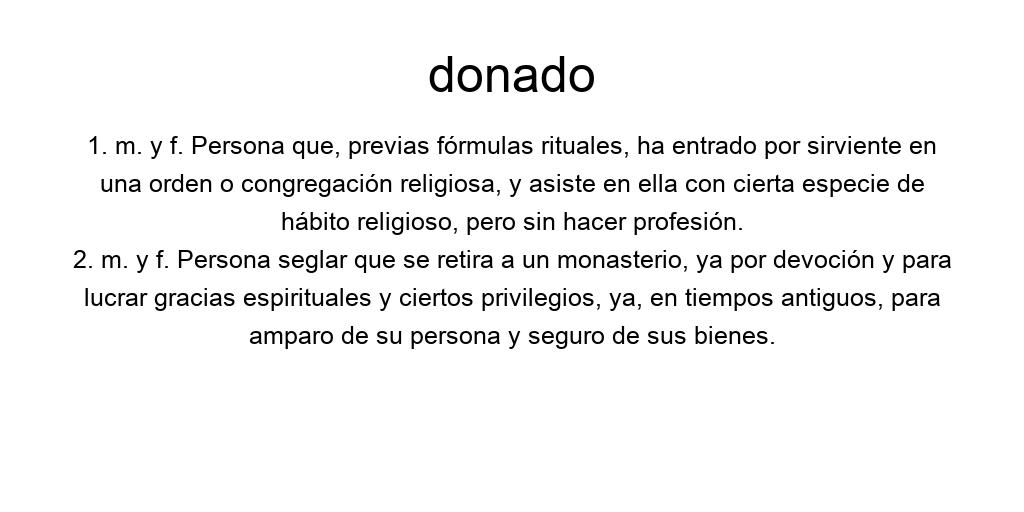 donado
1. m. y f. Persona que, previas fórmulas rituales, ha entrado por sirviente en
una orden o congregación religiosa, y asiste en ella con cierta especie de
hábito religioso, pero sin hacer profesión.
2. m. y f. Persona seglar que se retira a un monasterio, ya por devoción y para
lucrar gracias espirituales y ciertos privilegios, ya, en tiempos antiguos, para
amparo de su persona y seguro de sus bienes.